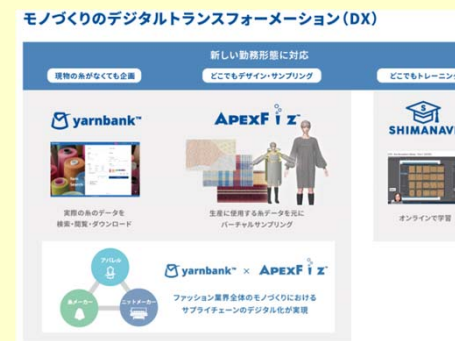 モノづくりのデジタルトランスフォーメーション（DX）
新しい勤務形態に対応
現物の糸がなくても企画
どこでもデザイン・サンプリング
どこでもトレーニン
yarnbank™
APEXFiz™
SHIMANAVI
実際の糸のデータを
検索・閲覧・ダウンロード
生産に使用する糸データを元に
バーチャルサンプリング
オンラインで学習
アパレル
糸メーカー
ニットメーカー
yarnbank™ × APEXFiz™
ファッション業界全体のモノづくりにおける
サプライチェーンのデジタル化が実現